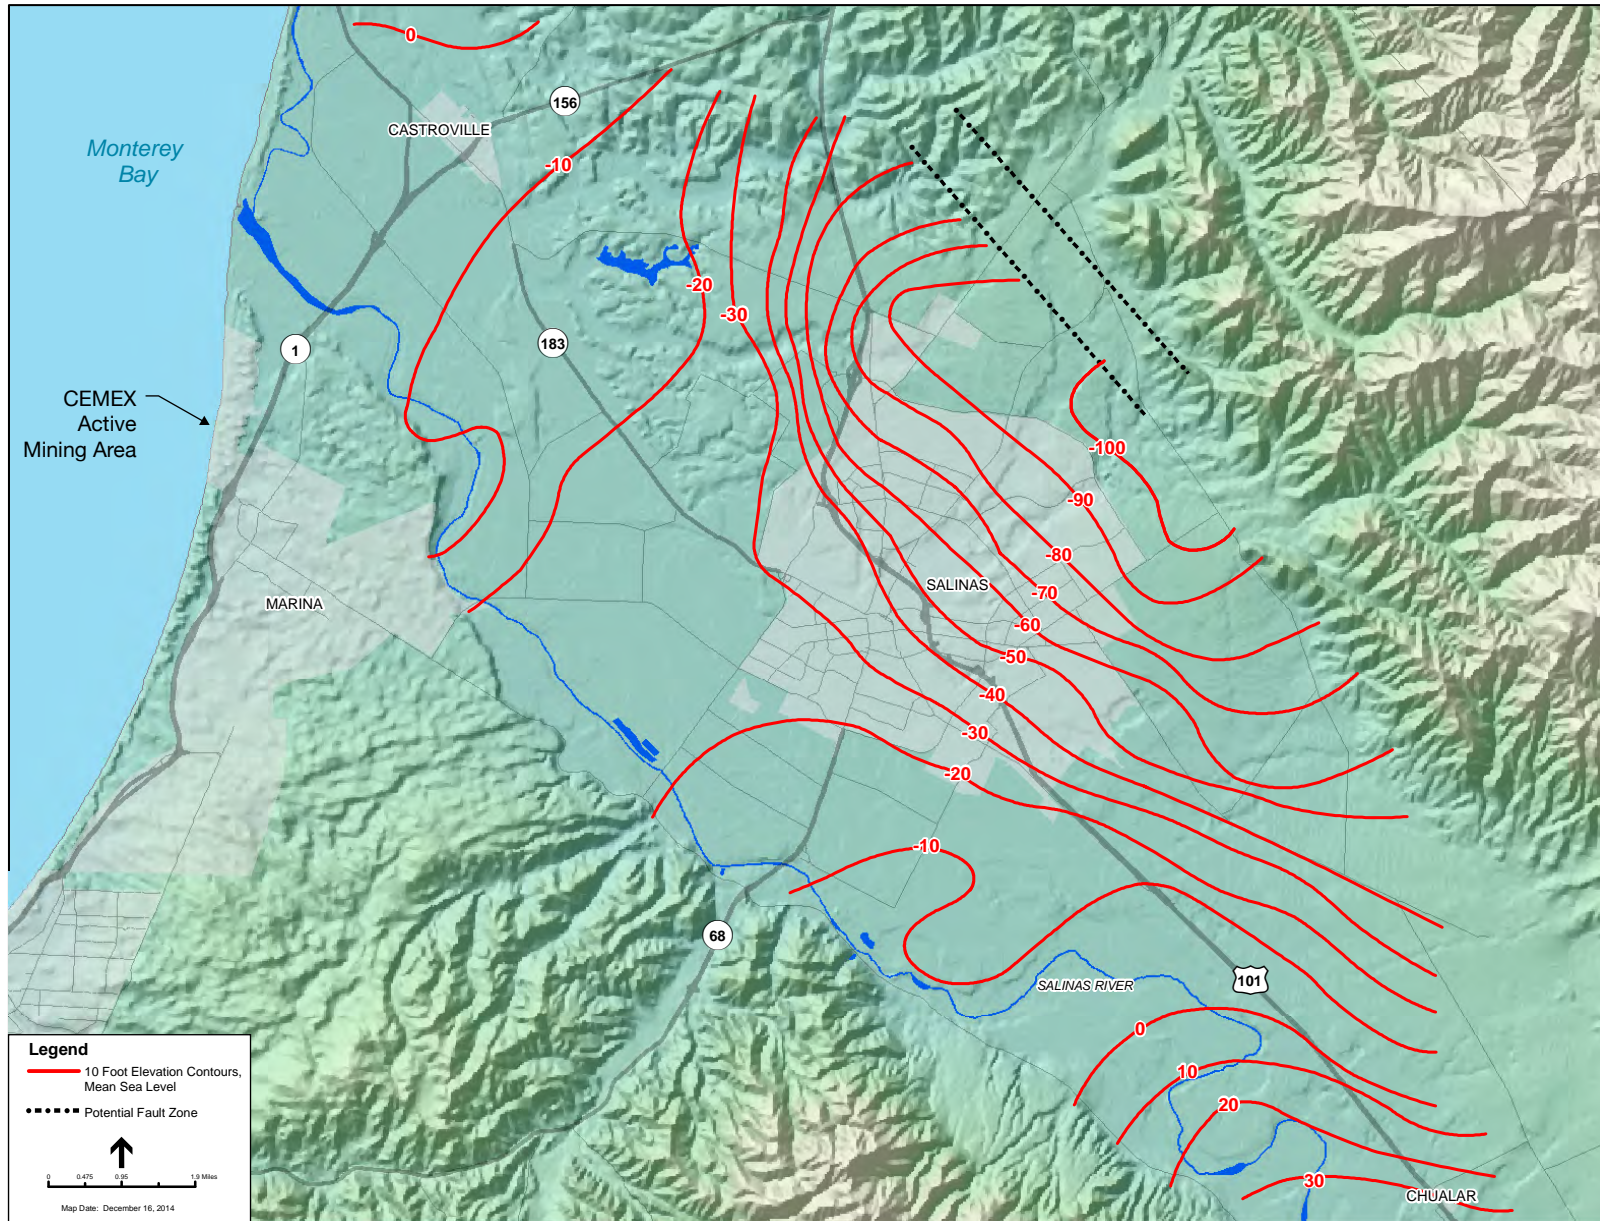 0
156
CASTROVILLE
Monterey
Bay
-10
-20
-30
1
183
CEMEX
Active
Mining Area
-100
-90
-80
SALINAS
-70
MARINA
-60
-50
-40
-30
-20
-10
68
SALINAS RIVER
101
0
10
20
30
CHUALAR
Legend
10 Foot Elevation Contours,
Mean Sea Level
Potential Fault Zone
0 0.475 0.95 1.9 Miles
Map Date: December 16, 2014